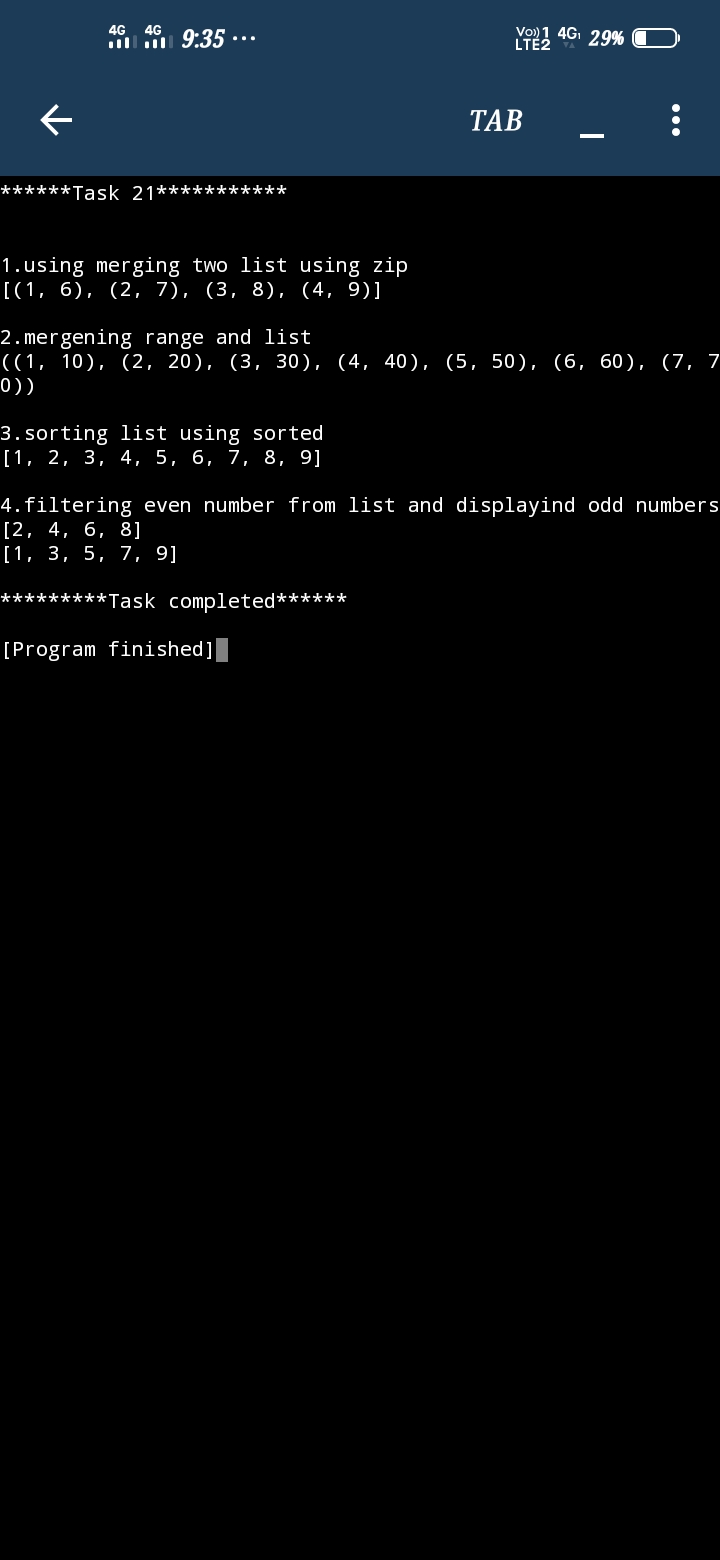 4G 4G 9:35 ... Vo))1 LTE2 4G1 29%
TAB _
******Task 21***********
1.using merging two list using zip
[(1, 6), (2, 7), (3, 8), (4, 9)]
2.mergening range and list
((1, 10), (2, 20), (3, 30), (4, 40), (5, 50), (6, 60), (7, 7
0))
3.sorting list using sorted
[1, 2, 3, 4, 5, 6, 7, 8, 9]
4.filtering even number from list and displayind odd numbers
[2, 4, 6, 8]
[1, 3, 5, 7, 9]
*********Task completed******
[Program finished]